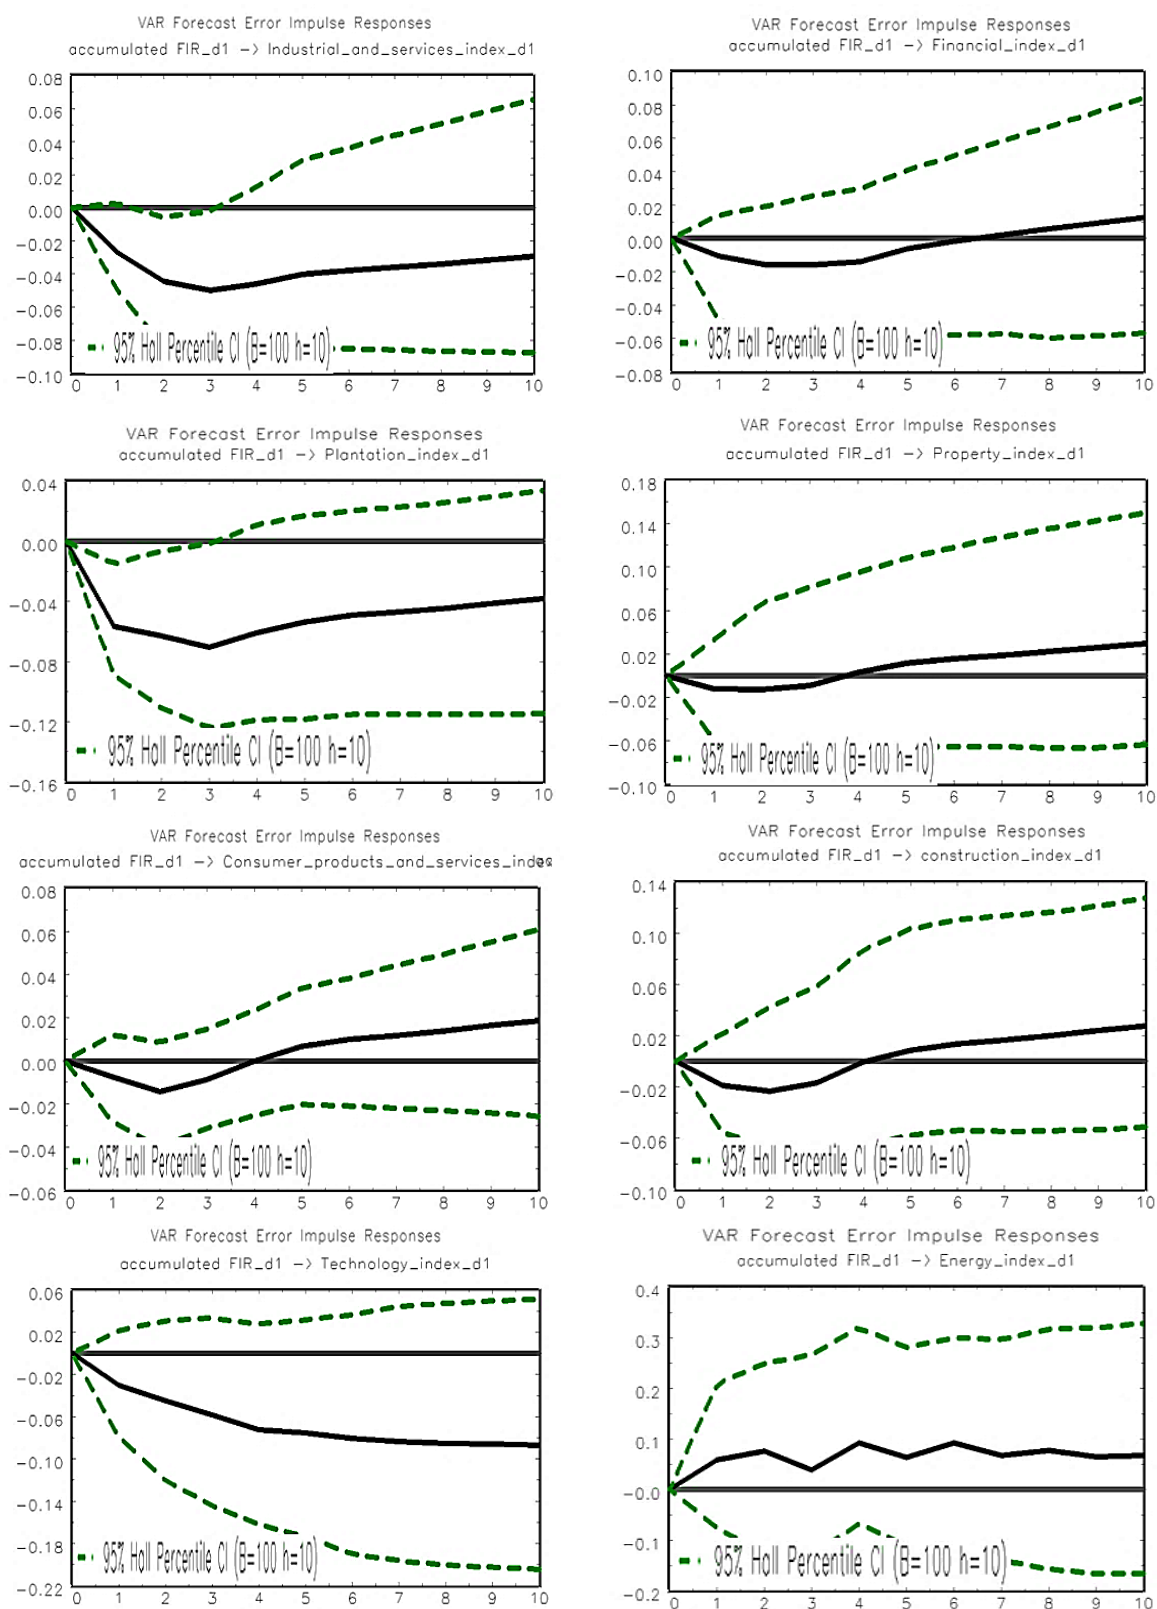 VAR Forecast Error Impulse Responses
accumulated FIR_d1 -> Industrial_and_services_index_d1
0.08
0.06
0.04
0.02
0.00
-0.02
-0.04
-0.06
-0.08
-0.10
95% Hall Percentile CI (B=100 h=10)
0 1 2 3 4 5 6 7 8 9 10
VAR Forecast Error Impulse Responses
accumulated FIR_d1 -> Financial_index_d1
0.10
0.08
0.06
0.04
0.02
0.00
-0.02
-0.04
-0.06
-0.08
95% Hall Percentile CI (B=100 h=10)
0 1 2 3 4 5 6 7 8 9 10
VAR Forecast Error Impulse Responses
accumulated FIR_d1 -> Plantation_index_d1
0.04
0.00
-0.04
-0.08
-0.12
-0.16
95% Hall Percentile CI (B=100 h=10)
0 1 2 3 4 5 6 7 8 9 10
VAR Forecast Error Impulse Responses
accumulated FIR_d1 -> Property_index_d1
0.18
0.14
0.10
0.06
0.02
-0.02
-0.06
-0.10
95% Hall Percentile CI (B=100 h=10)
0 1 2 3 4 5 6 7 8 9 10
VAR Forecast Error Impulse Responses
accumulated FIR_d1 -> Consumer_products_and_services_index
0.08
0.06
0.04
0.02
0.00
-0.02
-0.04
-0.06
95% Hall Percentile CI (B=100 h=10)
0 1 2 3 4 5 6 7 8 9 10
VAR Forecast Error Impulse Responses
accumulated FIR_d1 -> construction_index_d1
0.14
0.10
0.06
0.02
-0.02
-0.06
-0.10
95% Hall Percentile CI (B=100 h=10)
0 1 2 3 4 5 6 7 8 9 10
VAR Forecast Error Impulse Responses
accumulated FIR_d1 -> Technology_index_d1
0.06
0.02
-0.02
-0.06
-0.10
-0.14
-0.18
-0.22
95% Hall Percentile CI (B=100 h=10)
0 1 2 3 4 5 6 7 8 9 10
VAR Forecast Error Impulse Responses
accumulated FIR_d1 -> Energy_index_d1
0.4
0.3
0.2
0.1
-0.0
-0.1
-0.2
95% Hall Percentile CI (B=100 h=10)
0 1 2 3 4 5 6 7 8 9 10